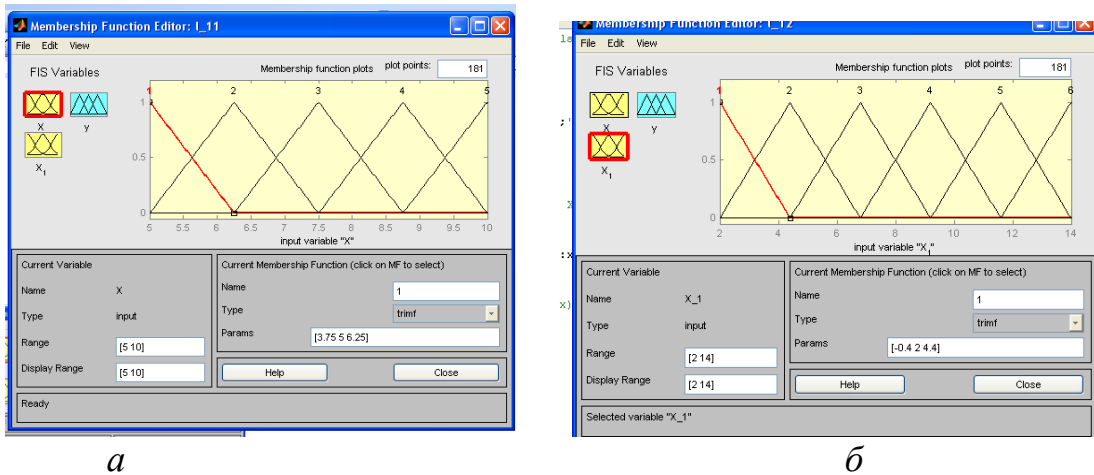 Membership Function Editor: l_11
File Edit View
FIS Variables
Membership function plots
plot points:
181
X
y
X1
1
2
3
4
5
1
0.5
0
5 5.5 6 6.5 7 7.5 8 8.5 9 9.5 10
input variable "X"
Current Variable
Name X
Type input
Range [5 10]
Display Range [5 10]
Current Membership Function (click on MF to select)
Name 1
Type trimf
Params [3.75 5 6.25]
Help Close
Ready
а
Membership Function Editor: l_12
File Edit View
FIS Variables
Membership function plots
plot points:
181
X
y
X1
1
2
3
4
5
6
1
0.5
0
2 4 6 8 10 12 14
input variable "X1"
Current Variable
Name X_1
Type input
Range [2 14]
Display Range [2 14]
Current Membership Function (click on MF to select)
Name 1
Type trimf
Params [-0.4 2 4.4]
Help Close
Selected variable "X_1"
б